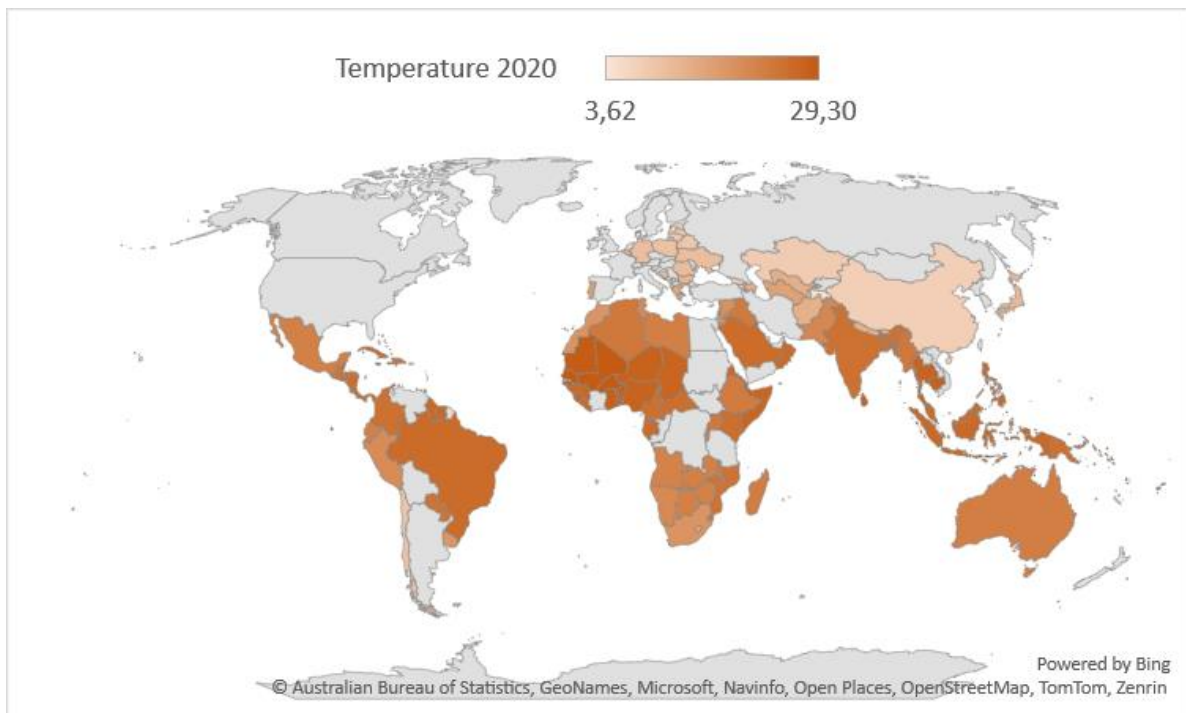 Temperature 2020
3,62 29,30
Powered by Bing
© Australian Bureau of Statistics, GeoNames, Microsoft, Navinfo, Open Places, OpenStreetMap, TomTom, Zenrin